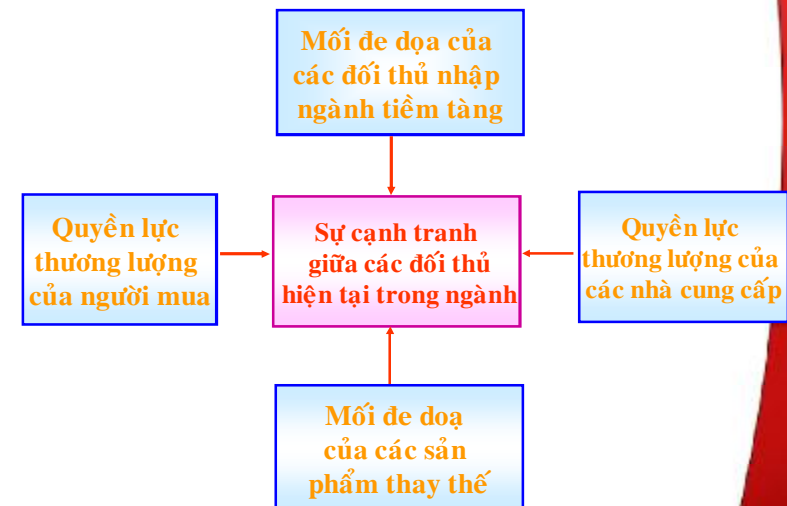 Mối đe dọa của
các đối thủ nhập
ngành tiềm tàng
Quyền lực
thương lượng
của người mua
Sự cạnh tranh
giữa các đối thủ
hiện tại trong ngành
Quyền lực
thương lượng của
các nhà cung cấp
Mối đe doạ
của các sản
phẩm thay thế